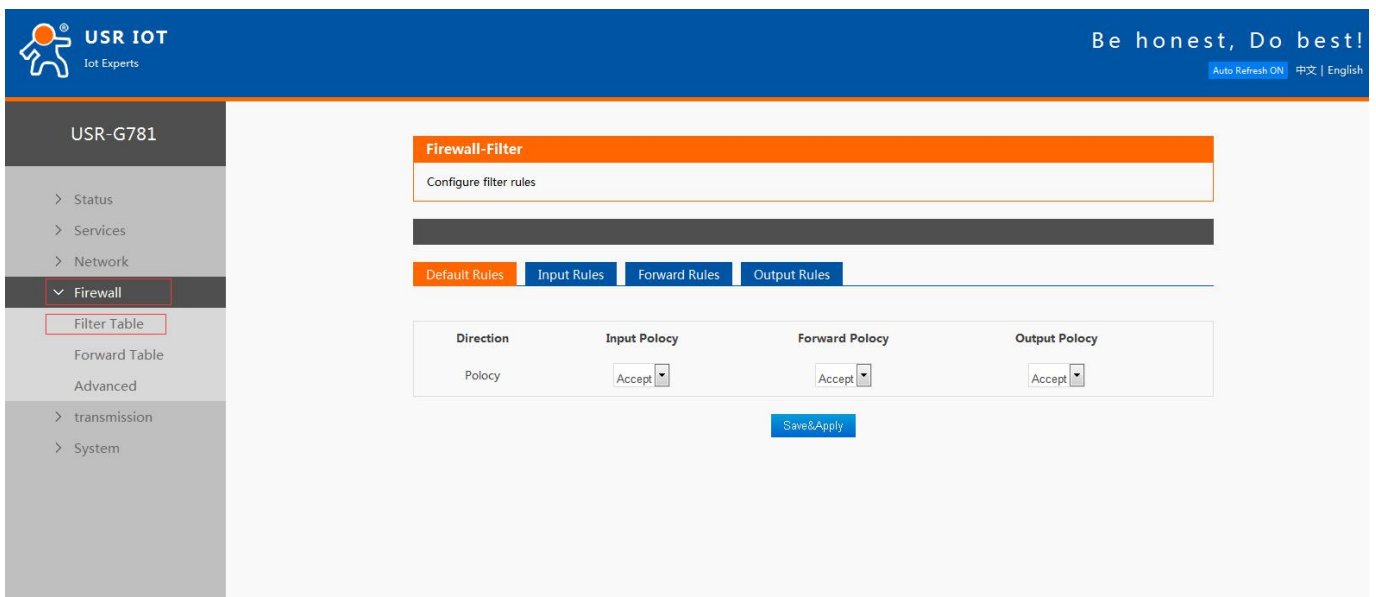 ®
USR IOT
Iot Experts
Be honest, Do best!
Auto Refresh ON 中文 | English
USR-G781
> Status
> Services
> Network
Firewall
Filter Table
Forward Table
Advanced
> transmission
> System
Firewall-Filter
Configure filter rules
Default Rules Input Rules Forward Rules Output Rules
Direction Input Polocy Forward Polocy Output Polocy
Polocy Accept Accept Accept
Save&Apply